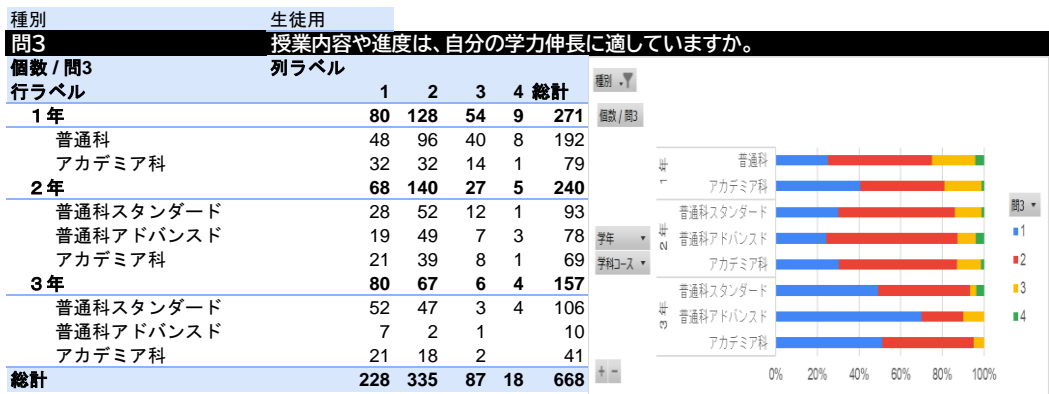 種別 生徒用
問3 授業内容や進度は、自分の学力伸長に適していますか。
個数 / 問3 列ラベル
行ラベル 1 2 3 4 総計
1年 80 128 54 9 271
普通科 48 96 40 8 192
アカデミア科 32 32 14 1 79
2年 68 140 27 5 240
普通科スタンダード 28 52 12 1 93
普通科アドバンスド 19 49 7 3 78
アカデミア科 21 39 8 1 69
3年 80 67 6 4 157
普通科スタンダード 52 47 3 4 106
普通科アドバンスド 7 2 1 10
アカデミア科 21 18 2 41
総計 228 335 87 18 668
種別
個数 / 問3
学年
学科コース
1年
普通科
アカデミア科
2年
普通科スタンダード
普通科アドバンスド
アカデミア科
3年
普通科スタンダード
普通科アドバンスド
アカデミア科
0% 20% 40% 60% 80% 100%
問3
1
2
3
4
+ −